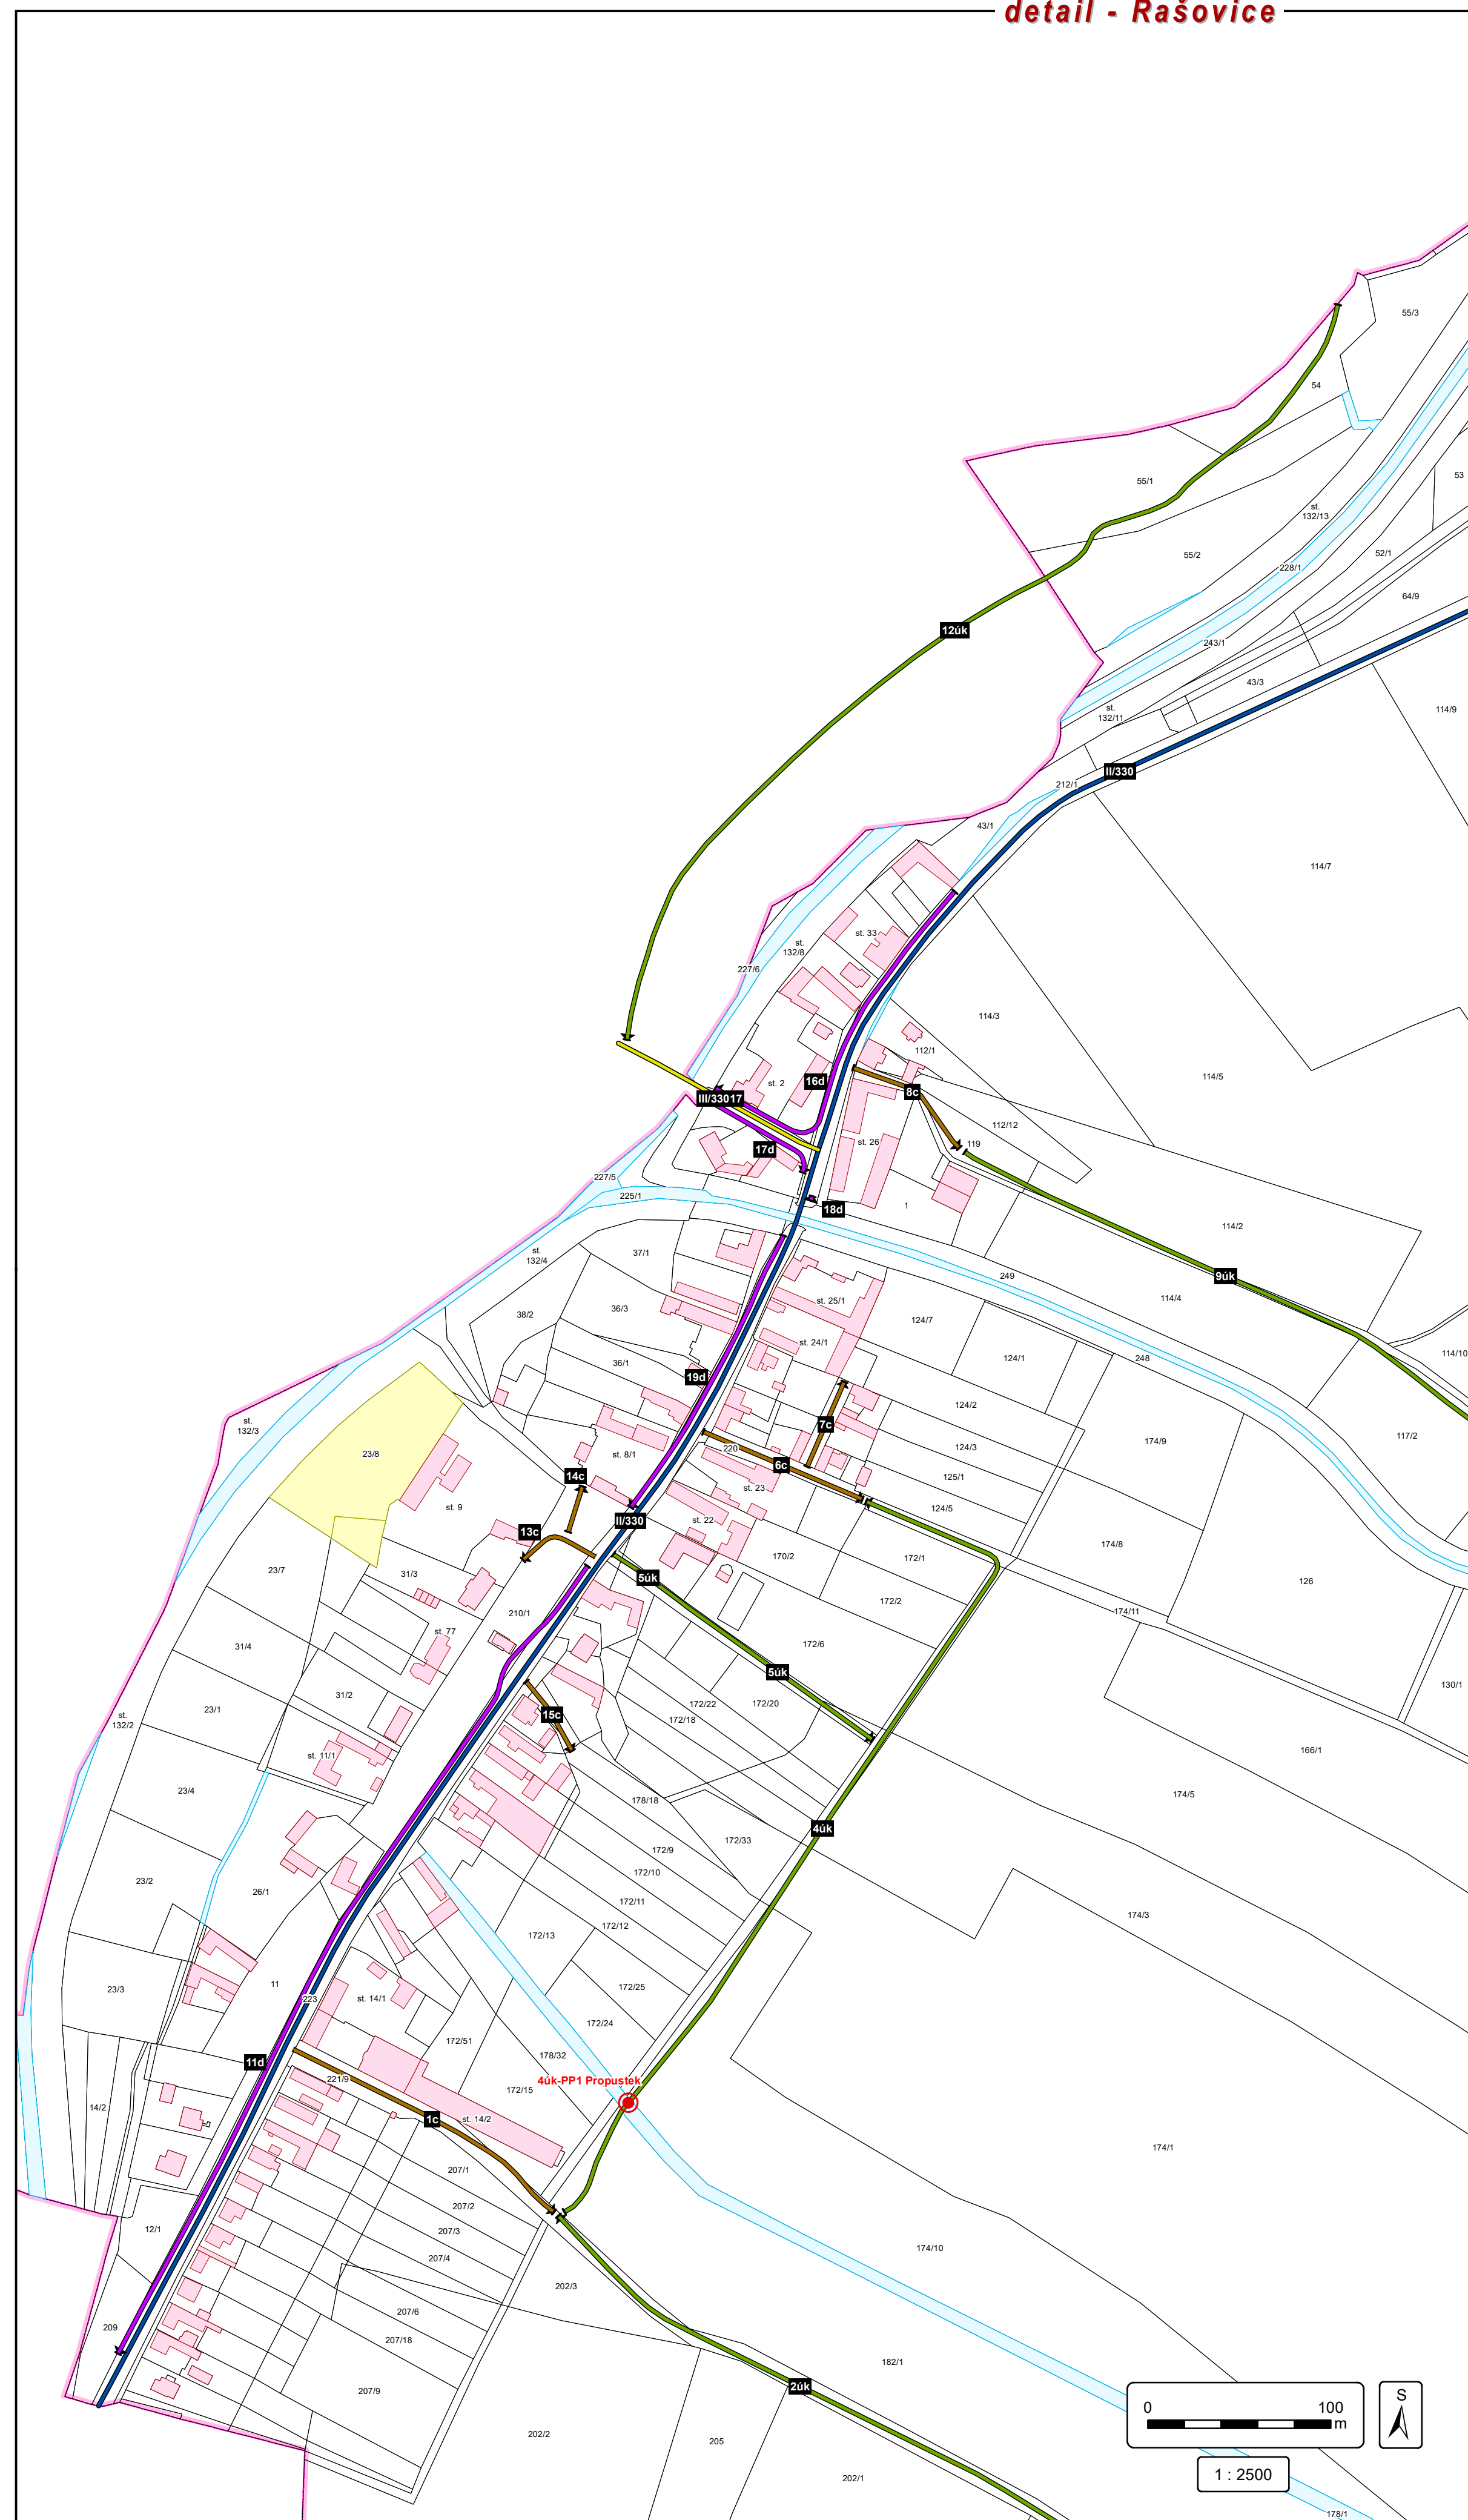 detail - Rašovice
55/3
54
53
55/1
st.
132/13
52/1
55/2
228/1
64/9
12úk
243/1
43/3
st.
132/11
114/9
II/330
212/1
43/1
114/7
st. 33
st.
132/8
227/6
114/3
112/1
114/5
16d
st. 2
8c
III/33017
112/12
st. 26
119
17d
227/5
225/1
18d
1
114/2
37/1
st.
132/4
249
9úk
114/4
st. 25/1
36/3
38/2
124/7
st. 24/1
114/10
124/1
248
36/1
19d
124/2
st.
132/3
7c
117/2
174/9
23/8
220
124/3
st. 8/1
6c
14c
125/1
st. 23
st. 9
124/5
II/330
st. 22
13c
174/8
170/2
172/1
23/7
31/3
5úk
126
172/2
210/1
174/11
st. 77
172/6
31/4
5úk
130/1
31/2
172/22
172/20
23/1
15c
172/18
st.
132/2
166/1
st. 11/1
23/4
174/5
178/18
4úk
172/33
172/9
172/10
23/2
26/1
172/11
174/3
172/12
172/13
11
172/25
23/3
223
st. 14/1
172/24
172/51
11d
178/32
221/9
4úk-PP1 Propustek
172/15
14/2
1c
st. 14/2
174/1
207/1
207/2
12/1
207/3
174/10
207/4
202/3
207/6
209
207/18
182/1
207/9
2úk
0 100
m
S
202/2
205
1 : 2500
202/1
178/1